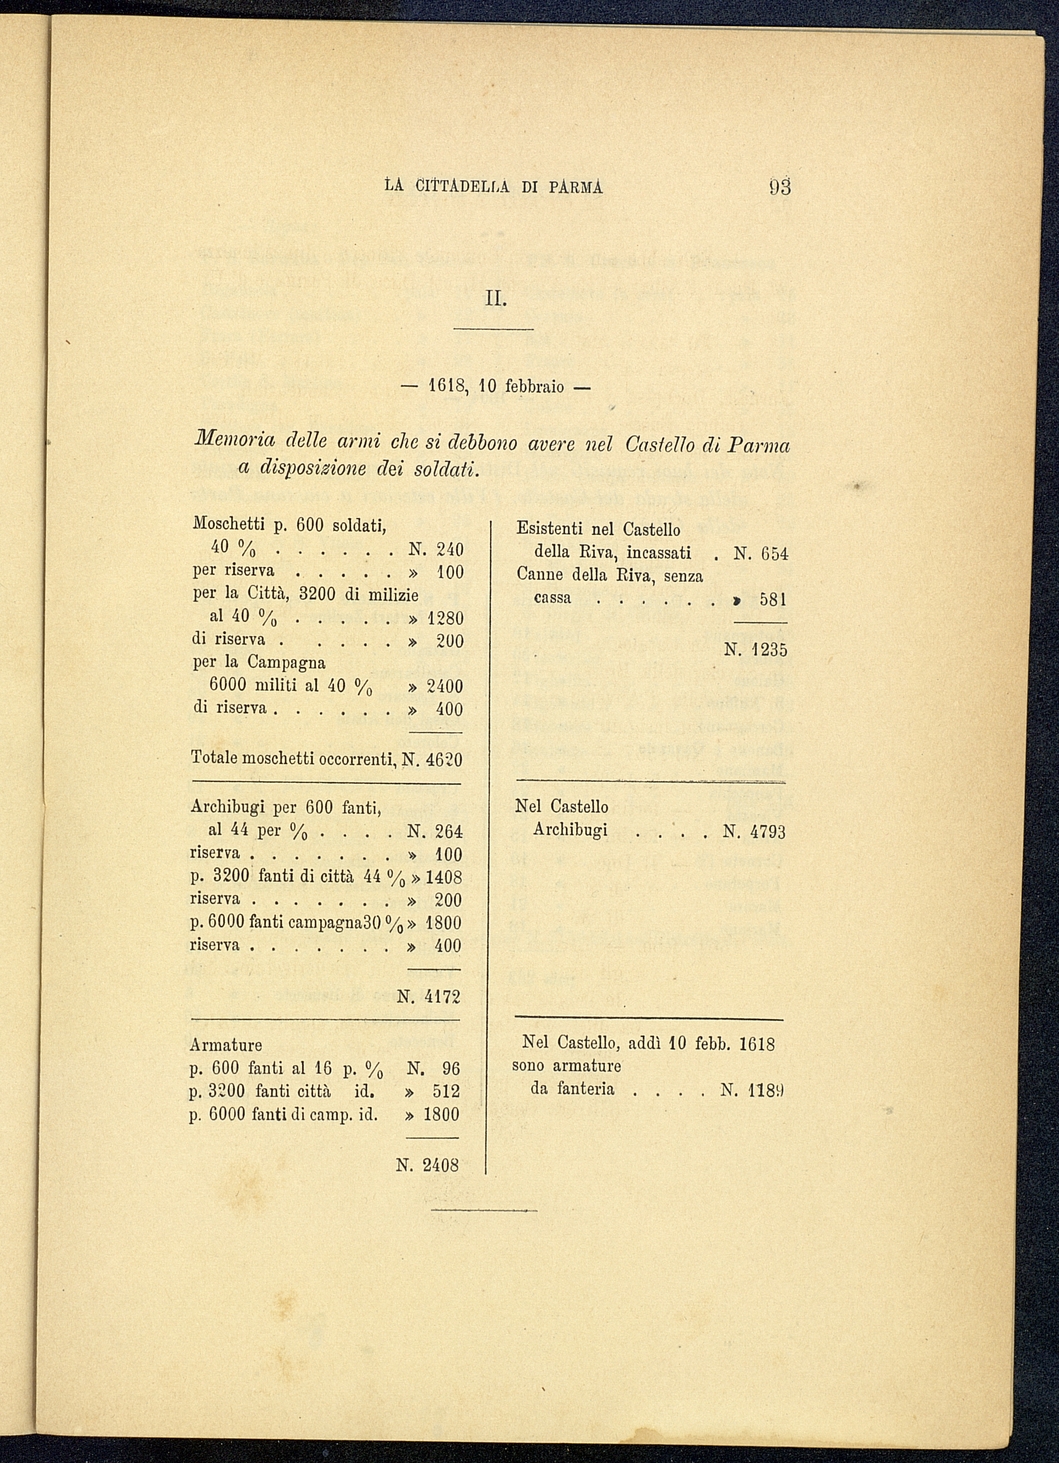 LA CITTADELLA DI PARMA 93
II.
— 1618, 10 febbraio —
Memoria delle armi che si debbono avere nel Castello di Parma
a disposizione dei soldati.
Moschetti p. 600 soldati,
40 % . . . . . . N. 240
per riserva . . . . . » 100
per la Città, 3200 di milizie
al 40 % . . . . . » 1280
di riserva . . . . . » 200
per la Campagna
6000 militi al 40 % » 2400
di riserva . . . . . . » 400
Totale moschetti occorrenti, N. 4620
Archibugi per 600 fanti,
al 44 per % . . . . N. 264
riserva . . . . . . . » 100
p. 3200 fanti di città 44 % » 1408
riserva . . . . . . . » 200
p. 6000 fanti campagna 30 % » 1800
riserva . . . . . . . » 400
N. 4172
Armature
p. 600 fanti al 16 p. % N. 96
p. 3200 fanti città id. » 512
p. 6000 fanti di camp. id. » 1800
N. 2408
Esistenti nel Castello
della Riva, incassati . N. 654
Canne della Riva, senza
cassa . . . . . . » 581
N. 1235
Nel Castello
Archibugi . . . . N. 4793
Nel Castello, addì 10 febb. 1618
sono armature
da fanteria . . . . N. 1189